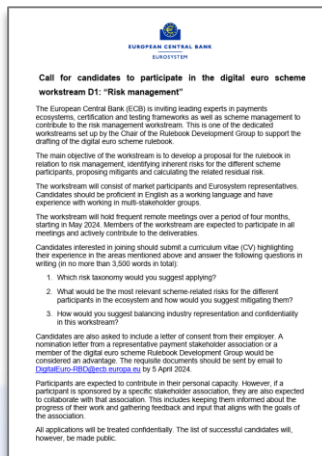 EUROPEAN CENTRAL BANK
EUROSYSTEM
Call for candidates to participate in the digital euro scheme
workstream D1: “Risk management”
The European Central Bank (ECB) is inviting leading experts in payments
ecosystems, certification and testing frameworks as well as scheme management to
contribute to the risk management workstream. This is one of the dedicated
workstreams set up by the Chair of the Rulebook Development Group to support the
drafting of the digital euro scheme rulebook.
The main objective of the workstream is to develop a proposal for the rulebook in
relation to risk management, identifying inherent risks for the different scheme
participants, proposing mitigants and calculating the related residual risk.
The workstream will consist of market participants and Eurosystem representatives.
Candidates should be proficient in English as a working language and have
experience with working in multi-stakeholder groups.
The workstream will hold frequent remote meetings over a period of four months,
starting in May 2024. Members of the workstream are expected to participate in all
meetings and actively contribute to the deliverables.
Candidates interested in joining should submit a curriculum vitae (CV) highlighting
their experience in the areas mentioned above and answer the following questions in
writing (in no more than 3,500 words in total):
1. Which risk taxonomy would you suggest applying?
2. What would be the most relevant scheme-related risks for the different
participants in the ecosystem and how would you suggest mitigating them?
3. How would you suggest balancing industry representation and confidentiality
in this workstream?
Candidates are also asked to include a letter of consent from their employer. A
nomination letter from a representative payment stakeholder association or a
member of the digital euro scheme Rulebook Development Group would be
considered an advantage. The requisite documents should be sent by email to
DigitalEuro-RBD@ecb.europa.eu by 5 April 2024.
Participants are expected to contribute in their personal capacity. However, if a
participant is sponsored by a specific stakeholder association, they are also expected
to collaborate with that association. This includes keeping them informed about the
progress of their work and gathering feedback and input that aligns with the goals of
the association.
All applications will be treated confidentially. The list of successful candidates will,
however, be made public.